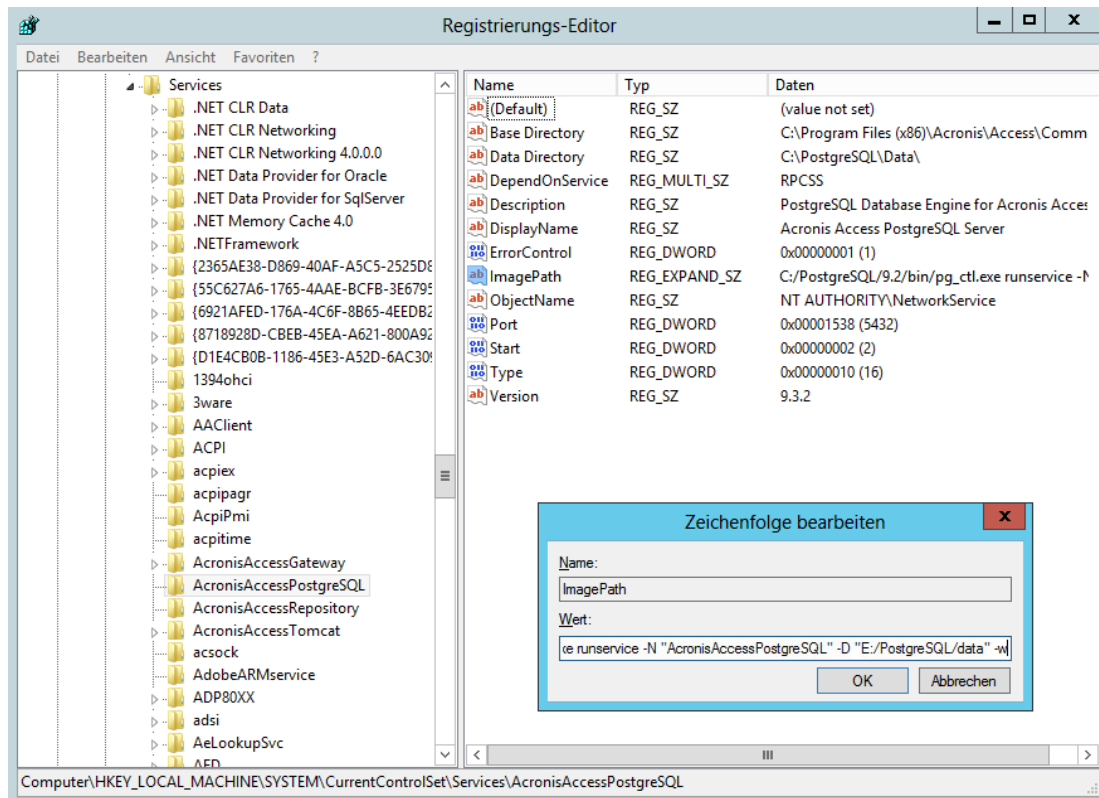 Registrierungs-Editor
Datei Bearbeiten Ansicht Favoriten ?
Services
.NET CLR Data
.NET CLR Networking
.NET CLR Networking 4.0.0.0
.NET Data Provider for Oracle
.NET Data Provider for SqlServer
.NET Memory Cache 4.0
.NETFramework
{2365AE38-D869-40AF-A5C5-2525D8
{55C627A6-1765-4AAE-BCFB-3E6795
{6921AFED-176A-4C6F-8B65-4EEDB2
{8718928D-CBEB-45EA-A621-800A92
{D1E4CB0B-1186-45E3-A52D-6AC309
1394ohci
3ware
AAClient
ACPI
acpiex
acpipagr
AcpiPmi
acpitime
AcronisAccessGateway
AcronisAccessPostgreSQL
AcronisAccessRepository
AcronisAccessTomcat
acsock
AdobeARMservice
ADP80XX
adsi
AeLookupSvc
AFD
Name Typ Daten
(Default) REG_SZ (value not set)
Base Directory REG_SZ C:\Program Files (x86)\Acronis\Access\Comm
Data Directory REG_SZ C:\PostgreSQL\Data\
DependOnService REG_MULTI_SZ RPCSS
Description REG_SZ PostgreSQL Database Engine for Acronis Acces
DisplayName REG_SZ Acronis Access PostgreSQL Server
ErrorControl REG_DWORD 0x00000001 (1)
ImagePath REG_EXPAND_SZ C:/PostgreSQL/9.2/bin/pg_ctl.exe runservice -N
ObjectName REG_SZ NT AUTHORITY\NetworkService
Port REG_DWORD 0x00001538 (5432)
Start REG_DWORD 0x00000002 (2)
Type REG_DWORD 0x00000010 (16)
Version REG_SZ 9.3.2
Zeichenfolge bearbeiten
Name:
ImagePath
Wert:
xe runservice -N "AcronisAccessPostgreSQL" -D "E:/PostgreSQL/data" -w
OK Abbrechen
Computer\HKEY_LOCAL_MACHINE\SYSTEM\CurrentControlSet\Services\AcronisAccessPostgreSQL